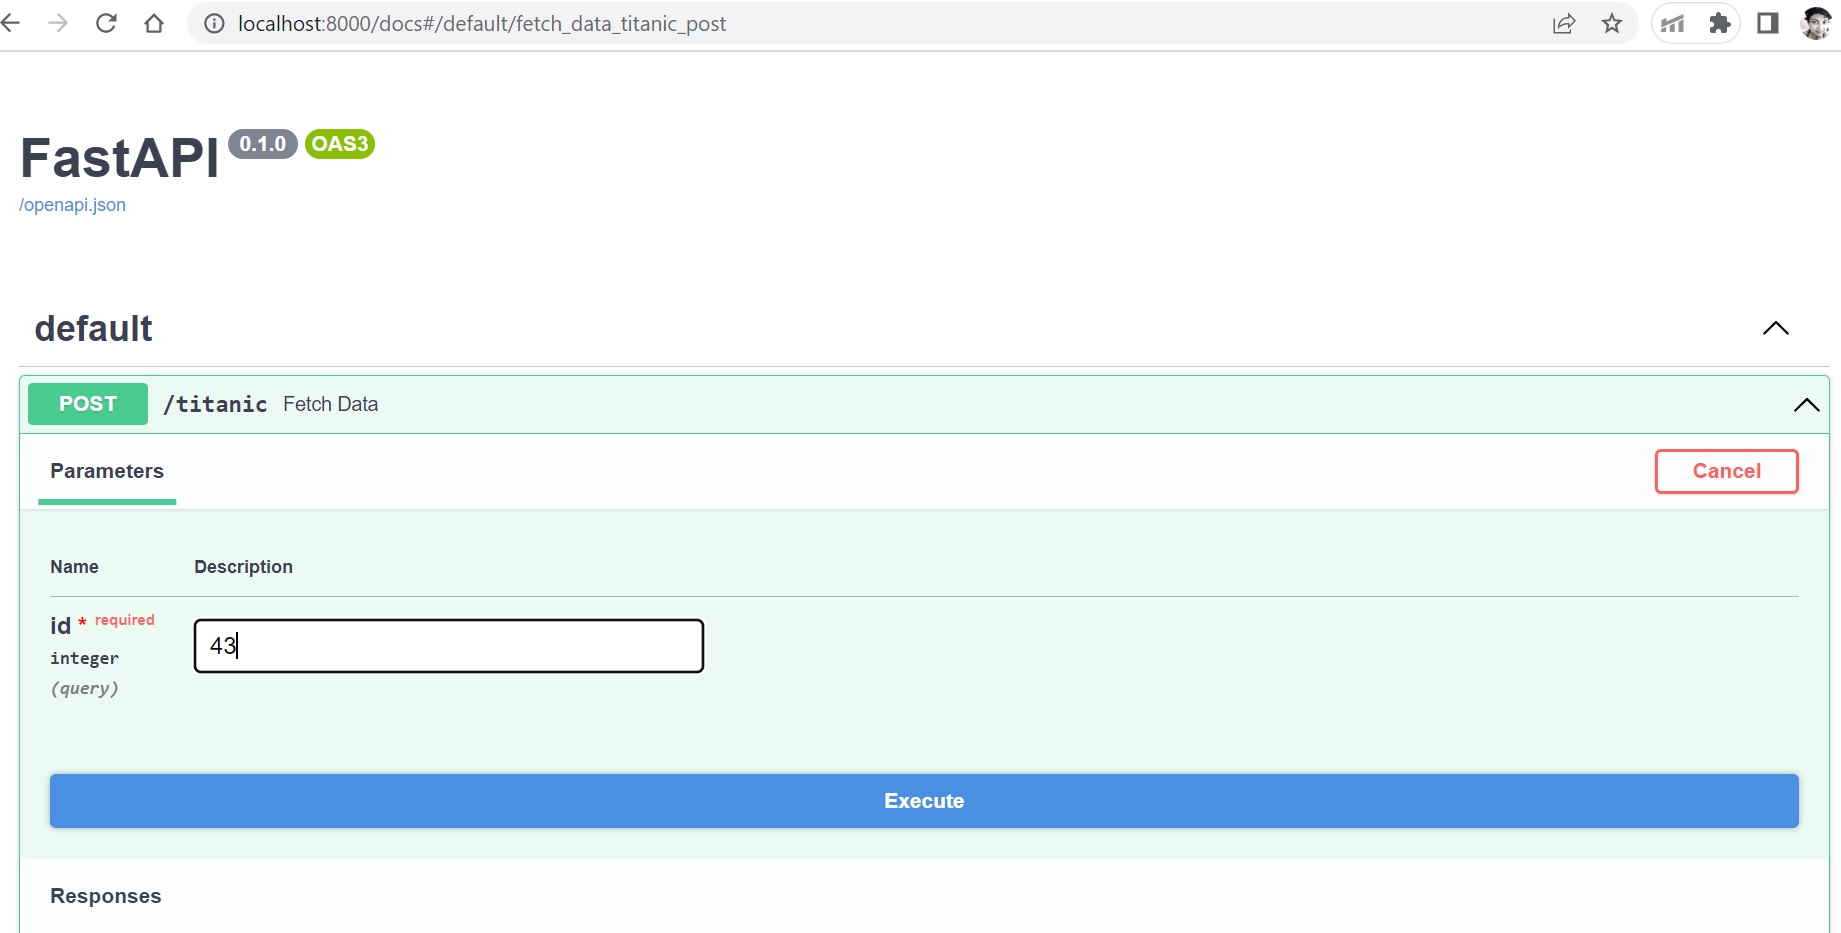 localhost:8000/docs#/default/fetch_data_titanic_post
FastAPI 0.1.0 OAS3
/openapi.json
default
POST /titanic Fetch Data
Parameters
Cancel
Name Description
id * required
integer
(query)
43
Execute
Responses